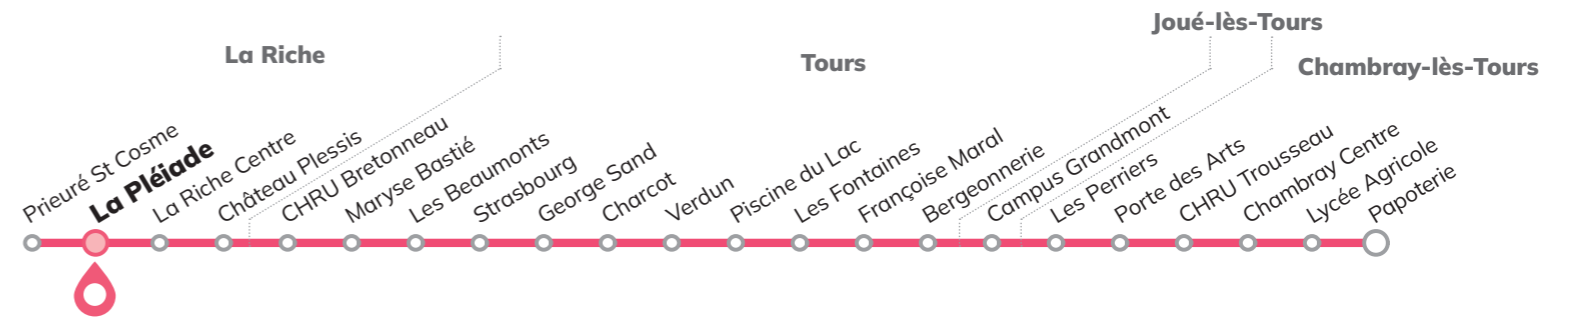 La Riche
Tours
Joué-lès-Tours
Chambray-lès-Tours
Prieuré St Cosme
La Pléiade
La Riche Centre
Château Plessis
CHRU Bretonneau
Maryse Bastié
Les Beaumonts
Strasbourg
George Sand
Charcot
Verdun
Piscine du Lac
Les Fontaines
Françoise Maral
Bergeonnerie
Campus Grandmont
Les Perriers
Porte des Arts
CHRU Trousseau
Chambray Centre
Lycée Agricole
Papoterie